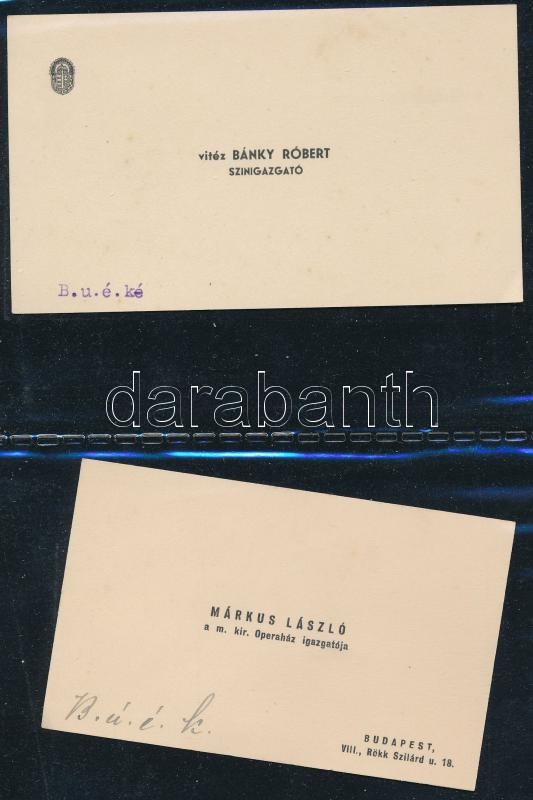 vitéz BÁNKY RÓBERT
SZINIGAZGATÓ
B.u.é.ké
darabanth
MÁRKUS LÁSZLÓ
a m. kir. Operaház igazgatója
B.ú.é.k.
BUDAPEST,
VIII., Rökk Szilárd u. 18.